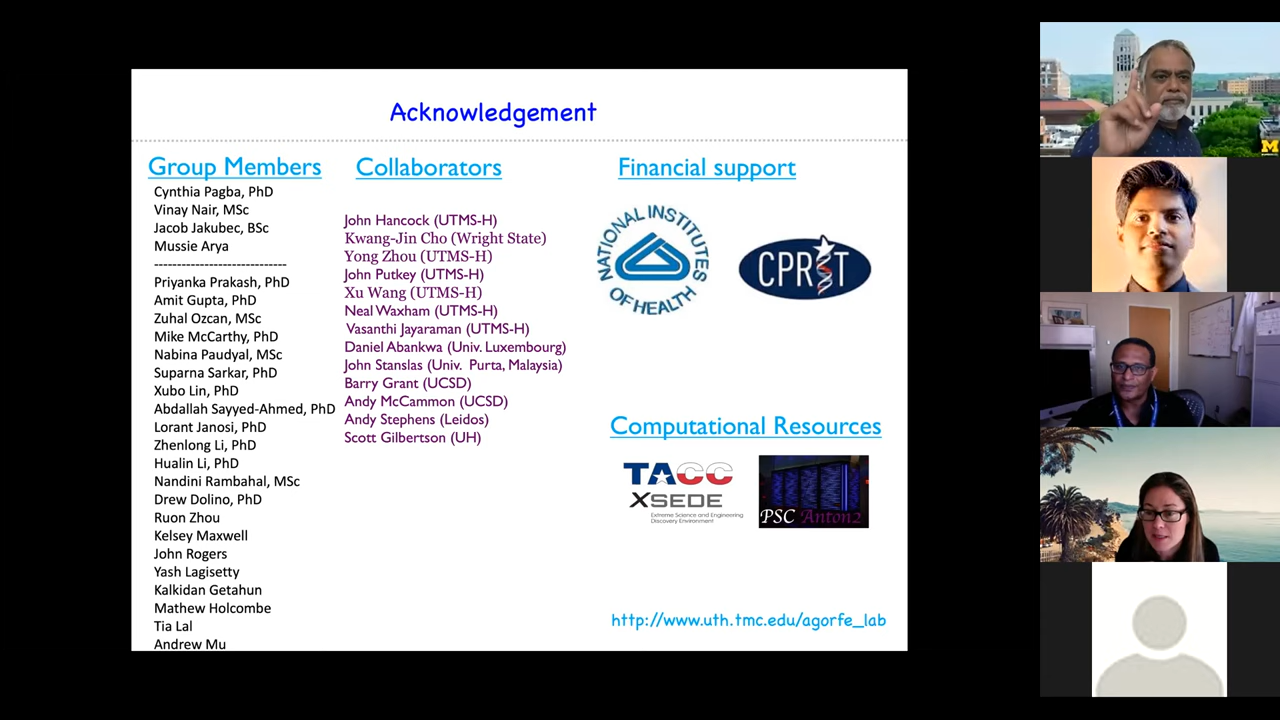 Acknowledgement
Group Members
Cynthia Pagba, PhD
Vinay Nair, MSc
Jacob Jakubec, BSc
Mussie Arya
----------------------------
Priyanka Prakash, PhD
Amit Gupta, PhD
Zuhal Ozcan, MSc
Mike McCarthy, PhD
Nabina Paudyal, MSc
Suparna Sarkar, PhD
Xubo Lin, PhD
Abdallah Sayyed-Ahmed, PhD
Lorant Janosi, PhD
Zhenlong Li, PhD
Hualin Li, PhD
Nandini Rambahal, MSc
Drew Dolino, PhD
Ruon Zhou
Kelsey Maxwell
John Rogers
Yash Lagisetty
Kalkidan Getahun
Mathew Holcombe
Tia Lal
Andrew Mu
Collaborators
John Hancock (UTMS-H)
Kwang-Jin Cho (Wright State)
Yong Zhou (UTMS-H)
John Putkey (UTMS-H)
Xu Wang (UTMS-H)
Neal Waxham (UTMS-H)
Vasanthi Jayaraman (UTMS-H)
Daniel Abankwa (Univ. Luxembourg)
John Stanslas (Univ. Purta, Malaysia)
Barry Grant (UCSD)
Andy McCammon (UCSD)
Andy Stephens (Leidos)
Scott Gilbertson (UH)
Financial support
NATIONAL INSTITUTES
OF HEALTH
CPRIT
Computational Resources
TACC
XSEDE
Extreme Science and Engineering
Discovery Environment
PSC Anton2
http://www.uth.tmc.edu/agorfe_lab
M